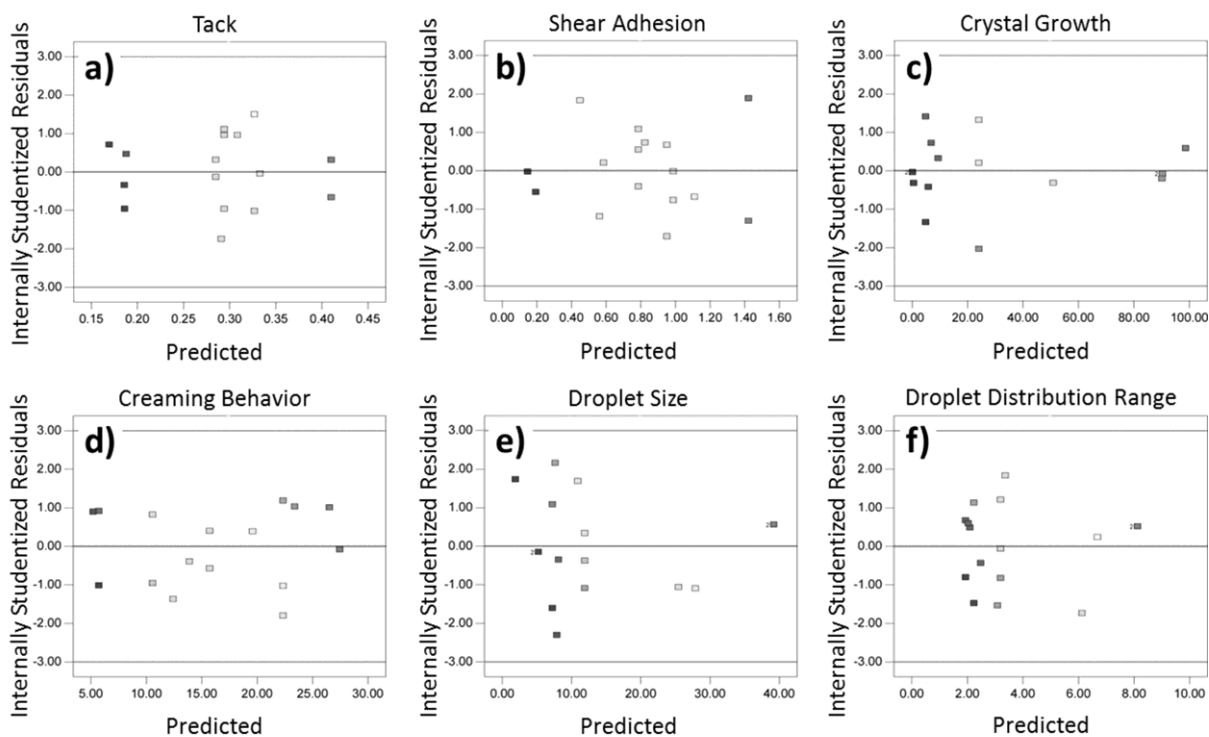 Tack
a)
Internally Studentized Residuals
3.00
2.00
1.00
0.00
-1.00
-2.00
-3.00
0.15 0.20 0.25 0.30 0.35 0.40 0.45
Predicted
Shear Adhesion
b)
Internally Studentized Residuals
3.00
2.00
1.00
0.00
-1.00
-2.00
-3.00
0.00 0.20 0.40 0.60 0.80 1.00 1.20 1.40 1.60
Predicted
Crystal Growth
c)
Internally Studentized Residuals
3.00
2.00
1.00
0.00
-1.00
-2.00
-3.00
2
2
0.00 20.00 40.00 60.00 80.00 100.00
Predicted
Creaming Behavior
d)
Internally Studentized Residuals
3.00
2.00
1.00
0.00
-1.00
-2.00
-3.00
5.00 10.00 15.00 20.00 25.00 30.00
Predicted
Droplet Size
e)
Internally Studentized Residuals
3.00
2.00
1.00
0.00
-1.00
-2.00
-3.00
2
2
0.00 10.00 20.00 30.00 40.00
Predicted
Droplet Distribution Range
f)
Internally Studentized Residuals
3.00
2.00
1.00
0.00
-1.00
-2.00
-3.00
2
0.00 2.00 4.00 6.00 8.00 10.00
Predicted